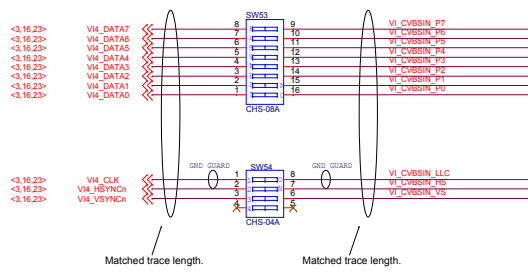 SW53
<3,16,23> VI4_DATA7 8 9 VI_CVBSIN_P7
<3,16,23> VI4_DATA6 7 10 VI_CVBSIN_P6
<3,16,23> VI4_DATA5 6 11 VI_CVBSIN_P5
<3,16,23> VI4_DATA4 5 12 VI_CVBSIN_P4
<3,16,23> VI4_DATA3 4 13 VI_CVBSIN_P3
<3,16,23> VI4_DATA2 3 14 VI_CVBSIN_P2
<3,16,23> VI4_DATA1 2 15 VI_CVBSIN_P1
<3,16,23> VI4_DATA0 1 16 VI_CVBSIN_P0
CHS-08A
GND GUARD SW54 GND GUARD
<3,16,23> VI4_CLK 1 8 VI_CVBSIN_LLC
<3,16,23> VI4_HSYNCn 2 7 VI_CVBSIN_HS
<3,16,23> VI4_VSYNCn 3 6 VI_CVBSIN_VS
4 5
CHS-04A
Matched trace length. Matched trace length.